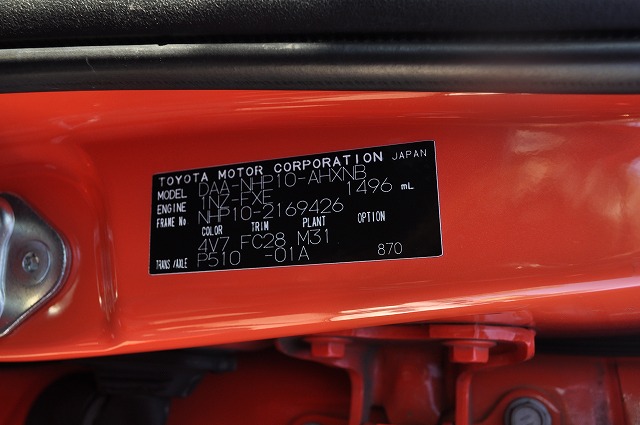 TOYOTA MOTOR CORPORATION JAPAN
MODEL DAA-NHP10-AHXNB
ENGINE 1NZ-FXE 1496 mL
FRAME No NHP10-2169426
COLOR TRIM PLANT OPTION
4V7 FC28 M31
TRANS/AXLE P510 -01A 870